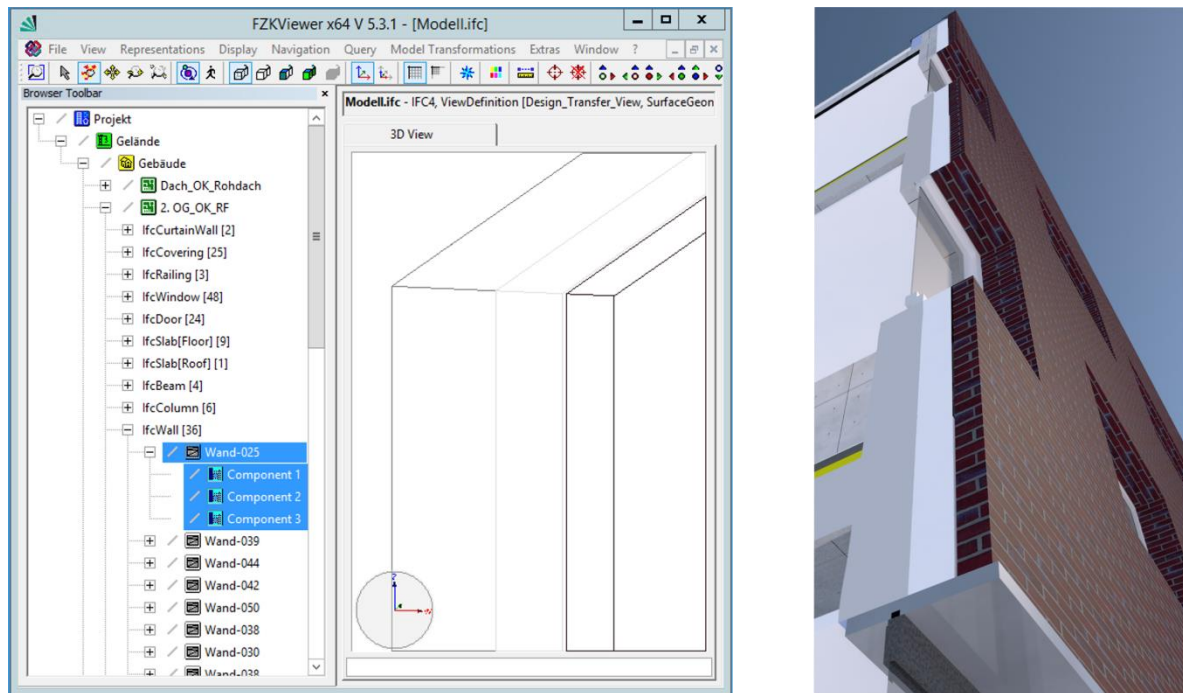 FZKViewer x64 V 5.3.1 - [Modell.ifc]
File View Representations Display Navigation Query Model Transformations Extras Window ?
Browser Toolbar
Modell.ifc - IFC4, ViewDefinition [Design_Transfer_View, SurfaceGeom
3D View
Projekt
Gelände
Gebäude
Dach_OK_Rohdach
2. OG_OK_RF
IfcCurtainWall [2]
IfcCovering [25]
IfcRailing [3]
IfcWindow [48]
IfcDoor [24]
IfcSlab[Floor] [9]
IfcSlab[Roof] [1]
IfcBeam [4]
IfcColumn [6]
IfcWall [36]
Wand-025
Component 1
Component 2
Component 3
Wand-039
Wand-044
Wand-042
Wand-050
Wand-038
Wand-030
Wand-038